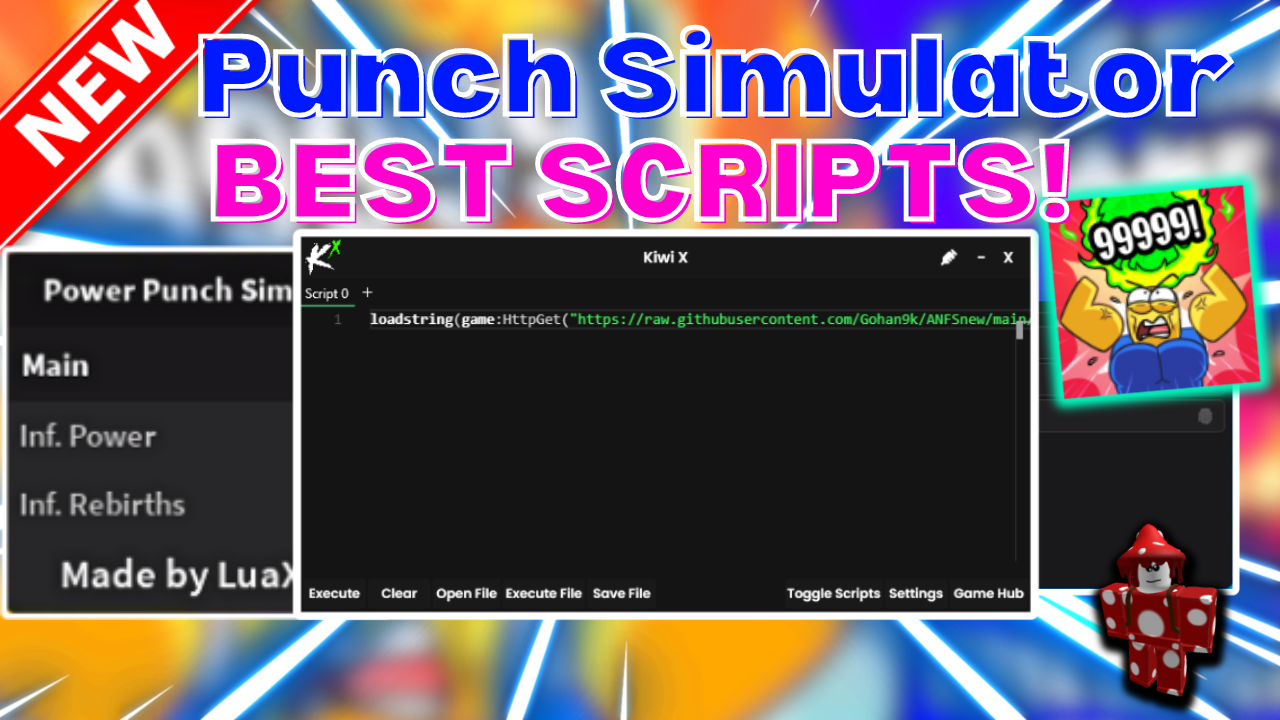 NEW
Punch Simulator
BEST SCRIPTS!
99999!
Power Punch Sim
Main
Inf. Power
Inf. Rebirths
Made by LuaX
KX
Kiwi X
- X
Script 0 +
1 loadstring(game:HttpGet("https://raw.githubusercontent.com/Gohan9k/ANFSnew/main/
Execute Clear Open File Execute File Save File Toggle Scripts Settings Game Hub